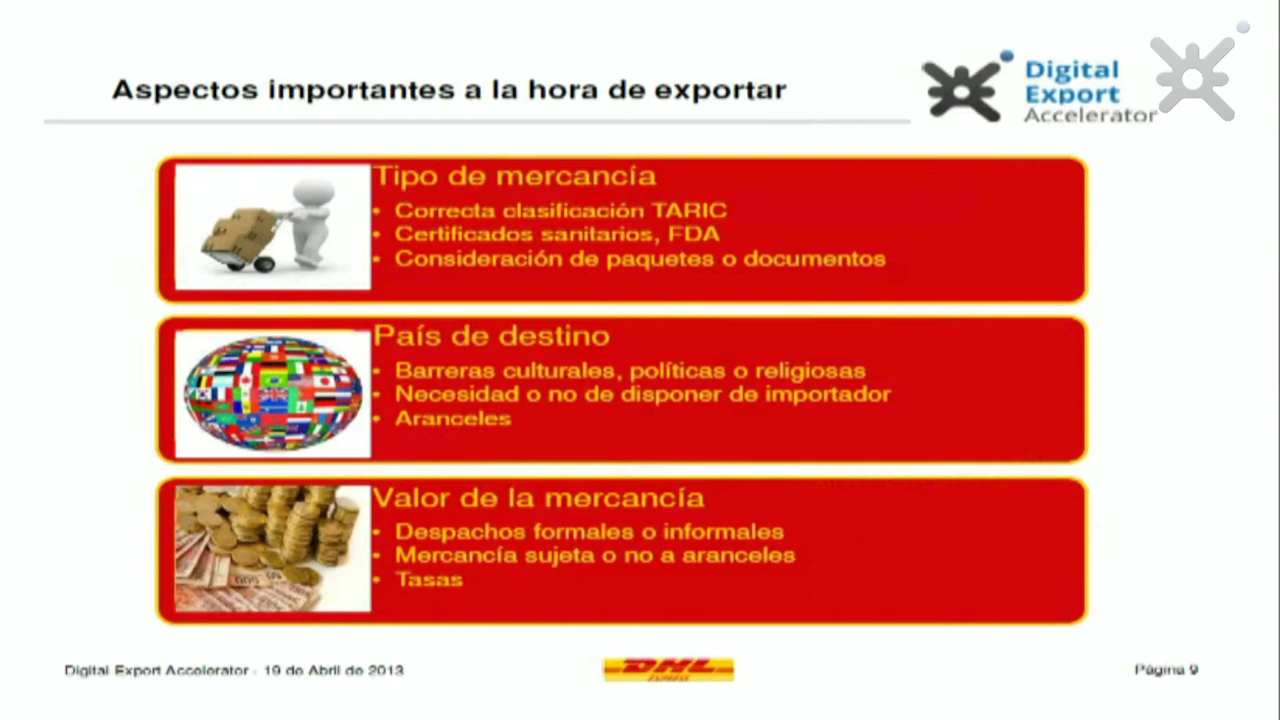 Aspectos importantes a la hora de exportar
Digital
Export
Accelerator
Tipo de mercancía
• Correcta clasificación TARIC
• Certificados sanitarios, FDA
• Consideración de paquetes o documentos
País de destino
• Barreras culturales, políticas o religiosas
• Necesidad o no de disponer de importador
• Aranceles
Valor de la mercancía
• Despachos formales o informales
• Mercancía sujeta o no a aranceles
• Tasas
Digital Export Accelerator - 19 de Abril de 2013
DHL
EXPRESS
Página 9